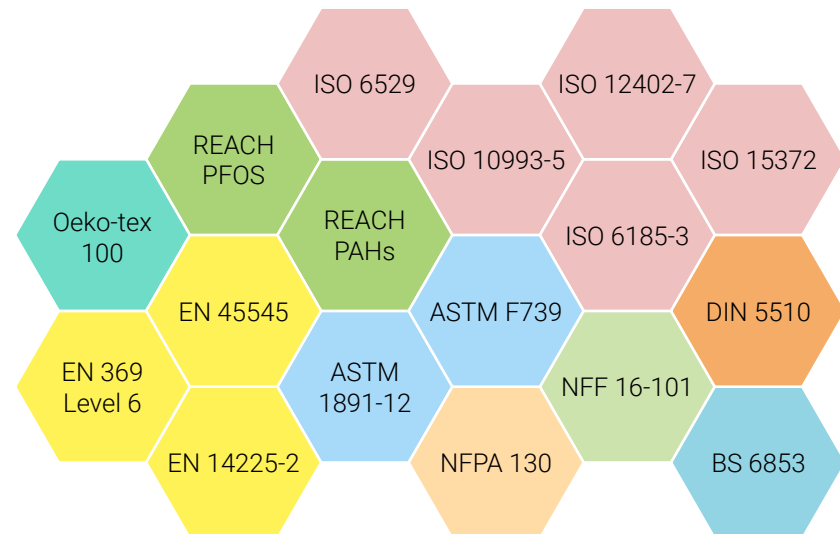 ISO 6529
ISO 12402-7
REACH
PFOS
ISO 10993-5
ISO 15372
Oeko-tex
100
REACH
PAHs
ISO 6185-3
EN 45545
ASTM F739
DIN 5510
EN 369
Level 6
ASTM
1891-12
NFF 16-101
EN 14225-2
NFPA 130
BS 6853